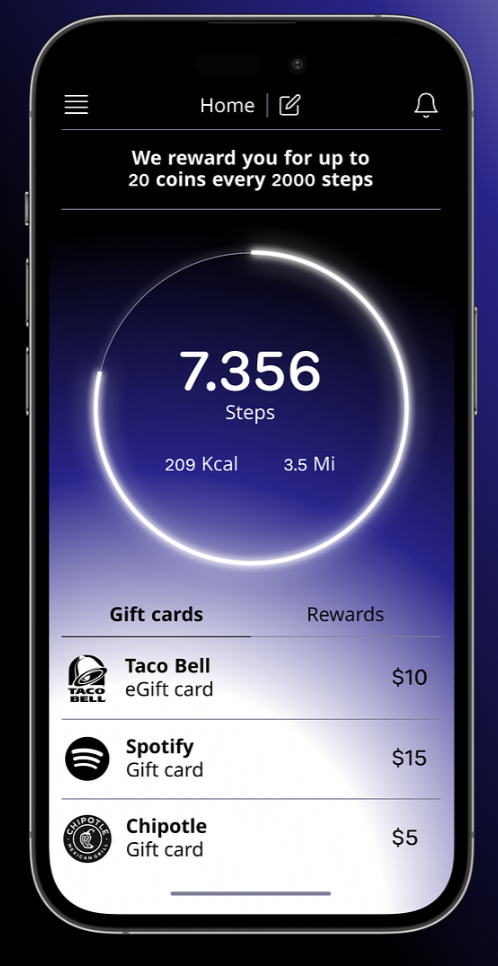 Home
We reward you for up to
20 coins every 2000 steps
7.356
Steps
209 Kcal 3.5 Mi
Gift cards Rewards
TACO
BELL
Taco Bell
eGift card
$10
Spotify
Gift card
$15
CHIPOTLE
MEXICAN GRILL
Chipotle
Gift card
$5